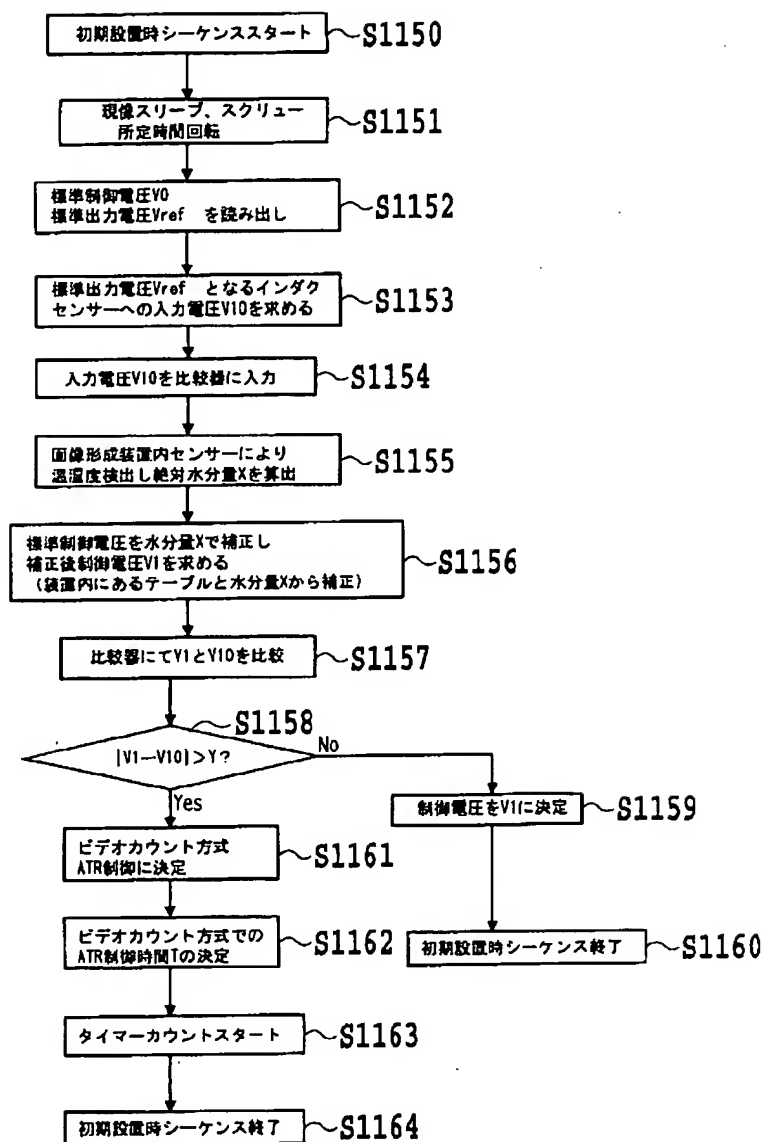 初期設置時シーケンススタート S1150
現像スリーブ、スクリュー
所定時間回転 S1151
標準制御電圧V0
標準出力電圧Vref を読み出し S1152
標準出力電圧Vref となるインダク
センサーへの入力電圧V10を求める S1153
入力電圧V10を比較器に入力 S1154
画像形成装置内センサーにより
温湿度検出し絶対水分量Xを算出 S1155
標準制御電圧を水分量Xで補正し
補正後制御電圧V1を求める
(装置内にあるテーブルと水分量Xから補正) S1156
比較器にてV1とV10を比較 S1157
S1158
|V1-V10|>Y?
No
Yes
制御電圧をV1に決定 S1159
ビデオカウント方式
ATR制御に決定 S1161
ビデオカウント方式での
ATR制御時間Tの決定 S1162
初期設置時シーケンス終了 S1160
タイマーカウントスタート S1163
初期設置時シーケンス終了 S1164